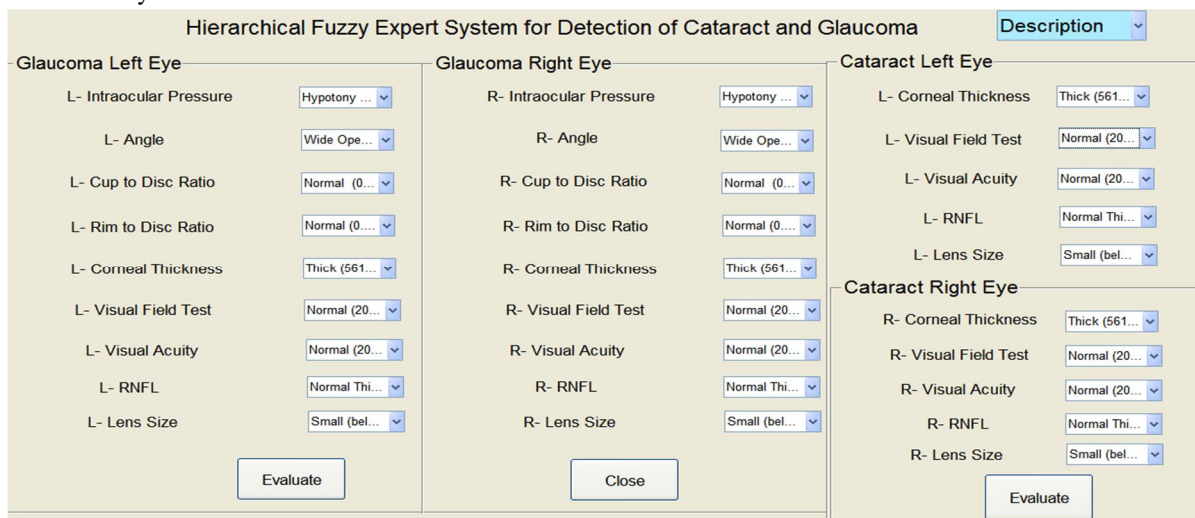 Hierarchical Fuzzy Expert System for Detection of Cataract and Glaucoma
Description
Glaucoma Left Eye
L- Intraocular Pressure Hypotony ...
L- Angle Wide Ope...
L- Cup to Disc Ratio Normal (0...
L- Rim to Disc Ratio Normal (0....
L- Corneal Thickness Thick (561...
L- Visual Field Test Normal (20...
L- Visual Acuity Normal (20...
L- RNFL Normal Thi...
L- Lens Size Small (bel...
Evaluate
Glaucoma Right Eye
R- Intraocular Pressure Hypotony ...
R- Angle Wide Ope...
R- Cup to Disc Ratio Normal (0...
R- Rim to Disc Ratio Normal (0....
R- Corneal Thickness Thick (561...
R- Visual Field Test Normal (20...
R- Visual Acuity Normal (20...
R- RNFL Normal Thi...
R- Lens Size Small (bel...
Close
Cataract Left Eye
L- Corneal Thickness Thick (561...
L- Visual Field Test Normal (20...
L- Visual Acuity Normal (20...
L- RNFL Normal Thi...
L- Lens Size Small (bel...
Cataract Right Eye
R- Corneal Thickness Thick (561...
R- Visual Field Test Normal (20...
R- Visual Acuity Normal (20...
R- RNFL Normal Thi...
R- Lens Size Small (bel...
Evaluate